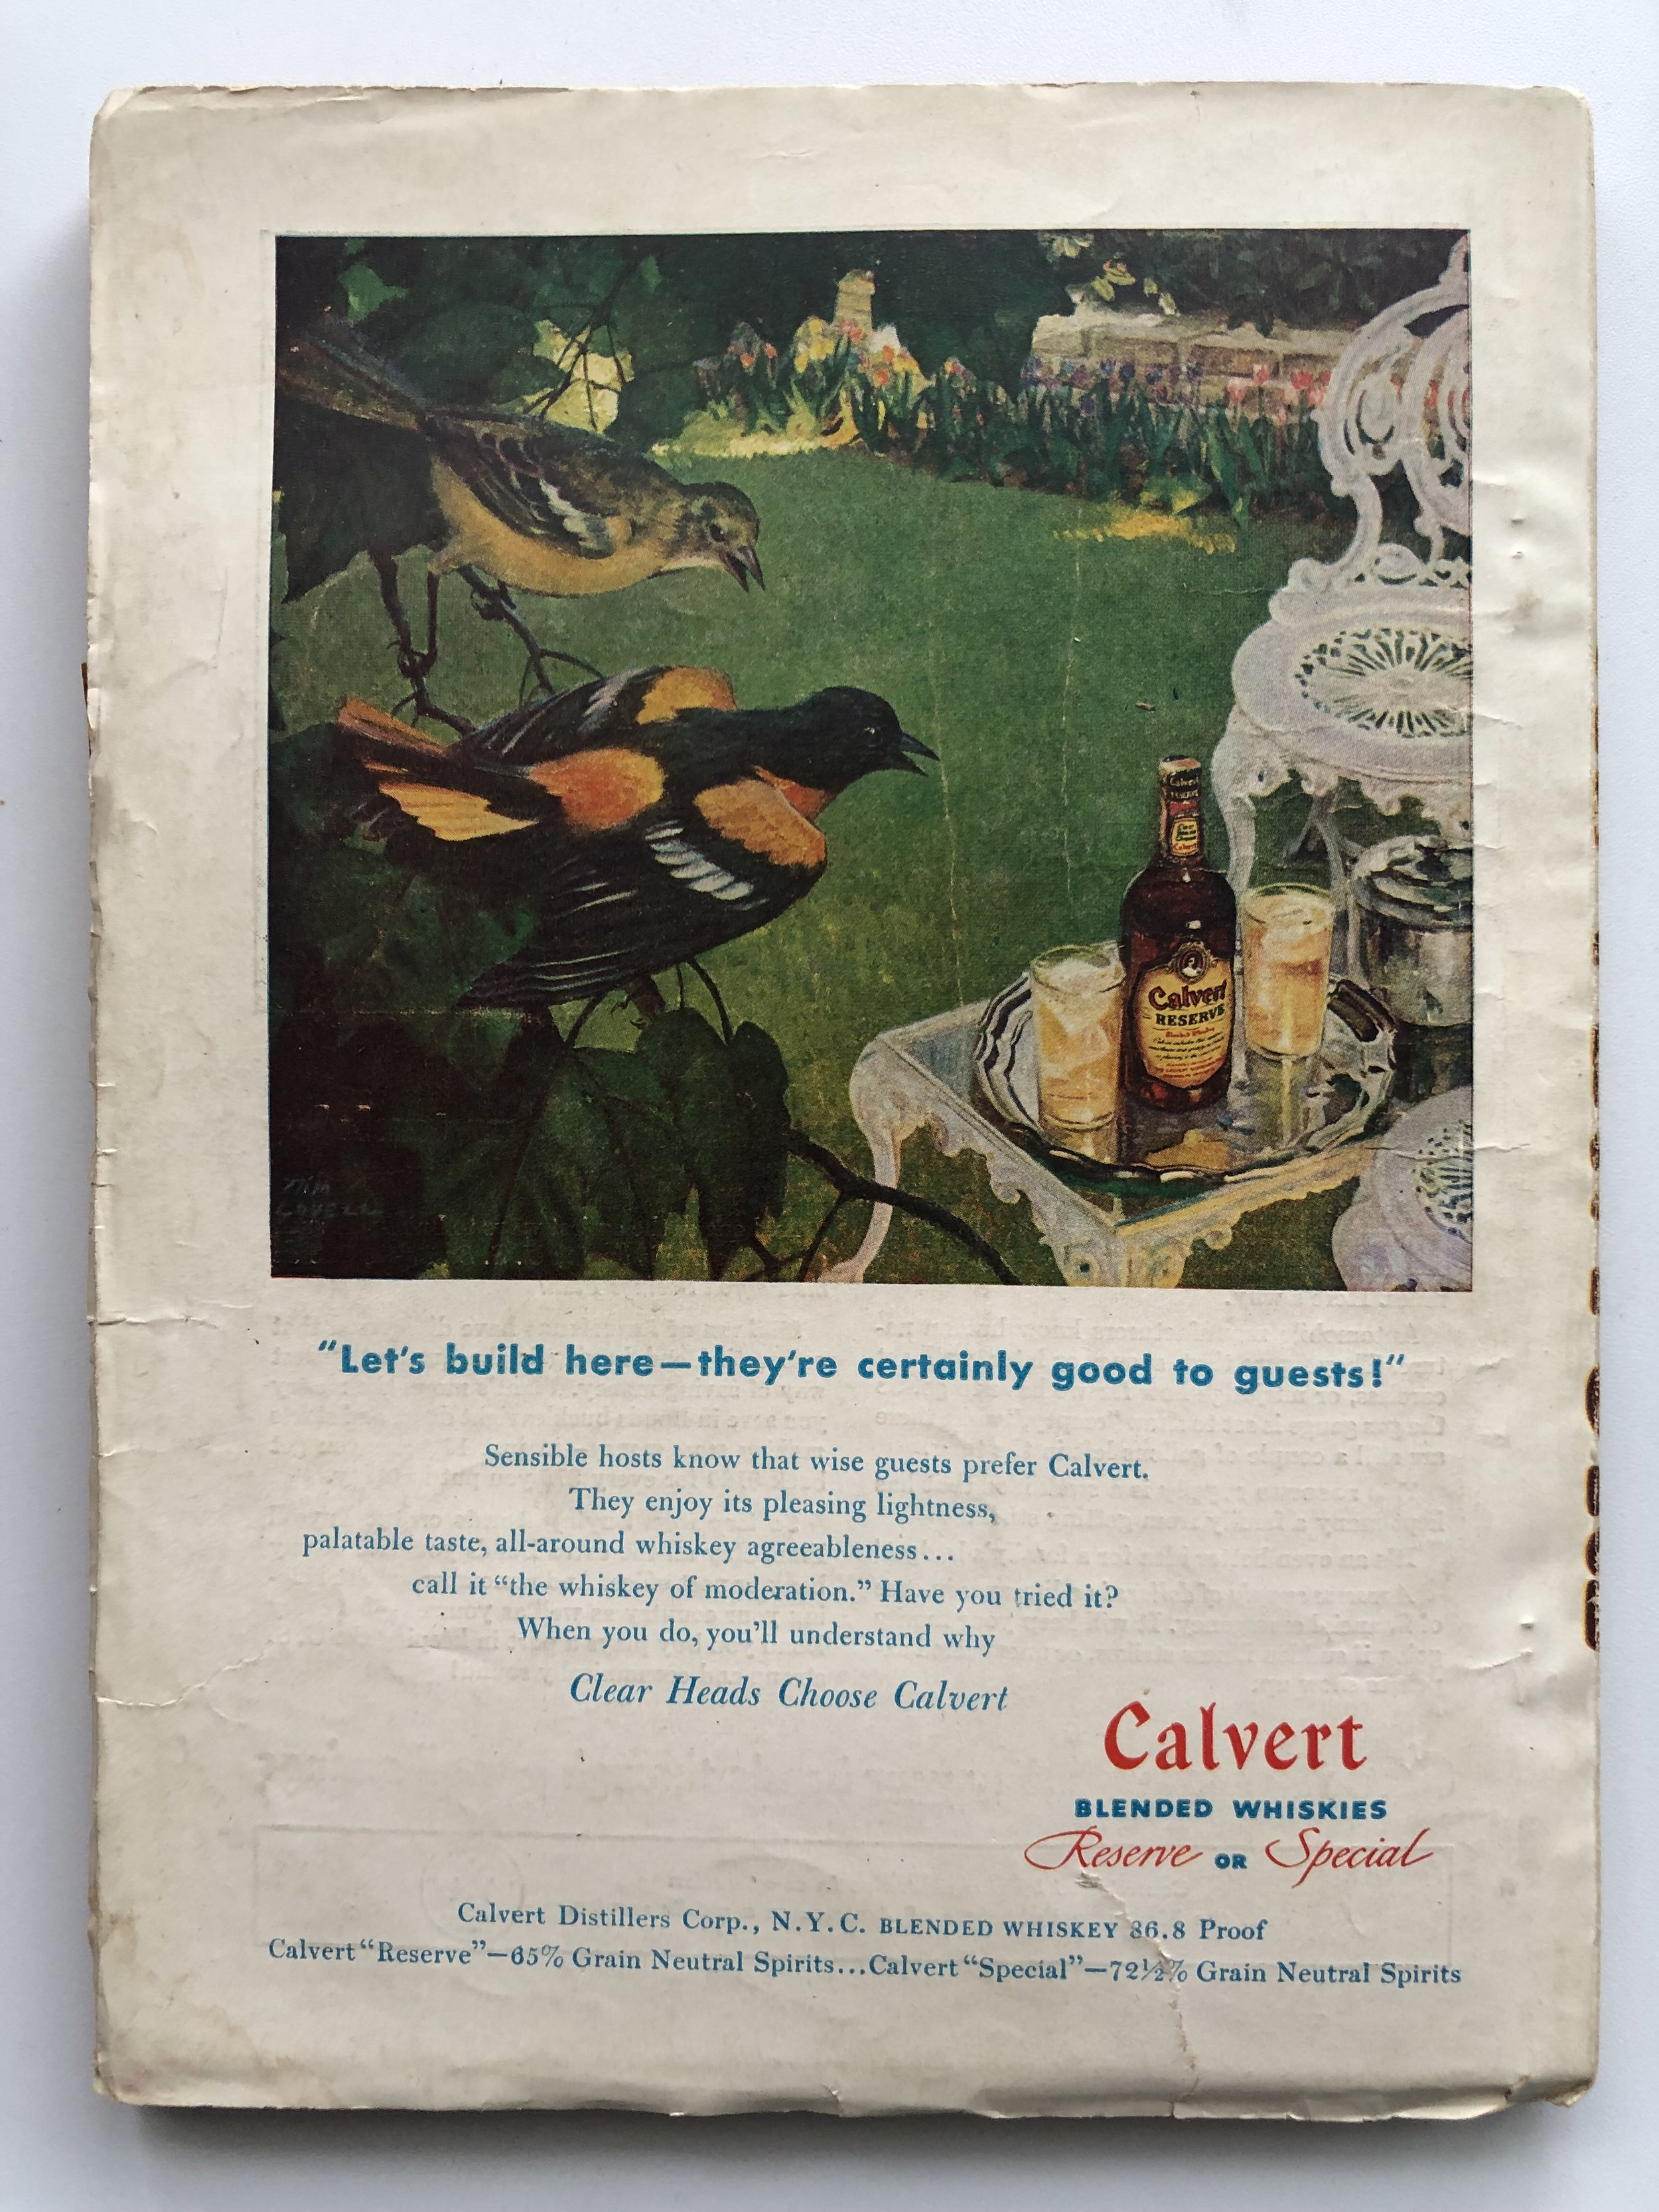 Calvert
RESERVE
Tom
LOVELL
“Let's build here—they're certainly good to guests!”
Sensible hosts know that wise guests prefer Calvert.
They enjoy its pleasing lightness,
palatable taste, all-around whiskey agreeableness...
call it “the whiskey of moderation.” Have you tried it?
When you do, you'll understand why
Clear Heads Choose Calvert
Calvert
BLENDED WHISKIES
Reserve OR Special
Calvert Distillers Corp., N.Y.C. BLENDED WHISKEY 86.8 Proof
Calvert “Reserve”—65% Grain Neutral Spirits...Calvert “Special”—72½% Grain Neutral Spirits